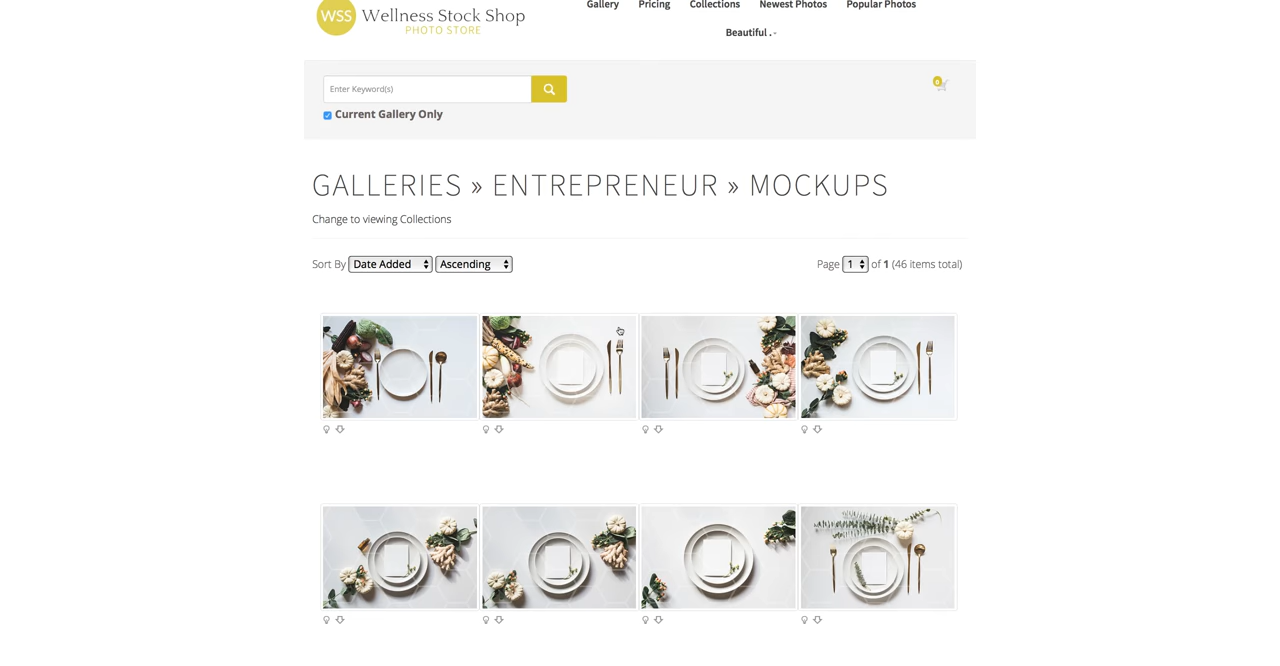 WSS Wellness Stock Shop
PHOTO STORE
Gallery Pricing Collections Newest Photos Popular Photos
Beautiful . -
Enter Keyword(s)
0
Current Gallery Only
GALLERIES » ENTREPRENEUR » MOCKUPS
Change to viewing Collections
Sort By Date Added Ascending
Page 1 of 1 (46 items total)